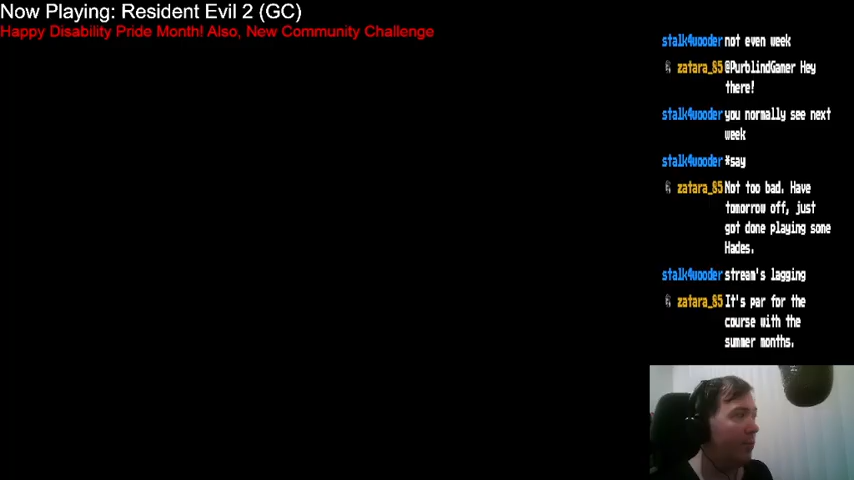 Now Playing: Resident Evil 2 (GC)
Happy Disability Pride Month! Also, New Community Challenge
stalk4wooder not even week
zatara_85 @PurblindGamer Hey
there!
stalk4wooder you normally see next
week
stalk4wooder *say
zatara_85 Not too bad. Have
tomorrow off, just
got done playing some
Hades.
stalk4wooder stream's lagging
zatara_85 It's par for the
course with the
summer months.